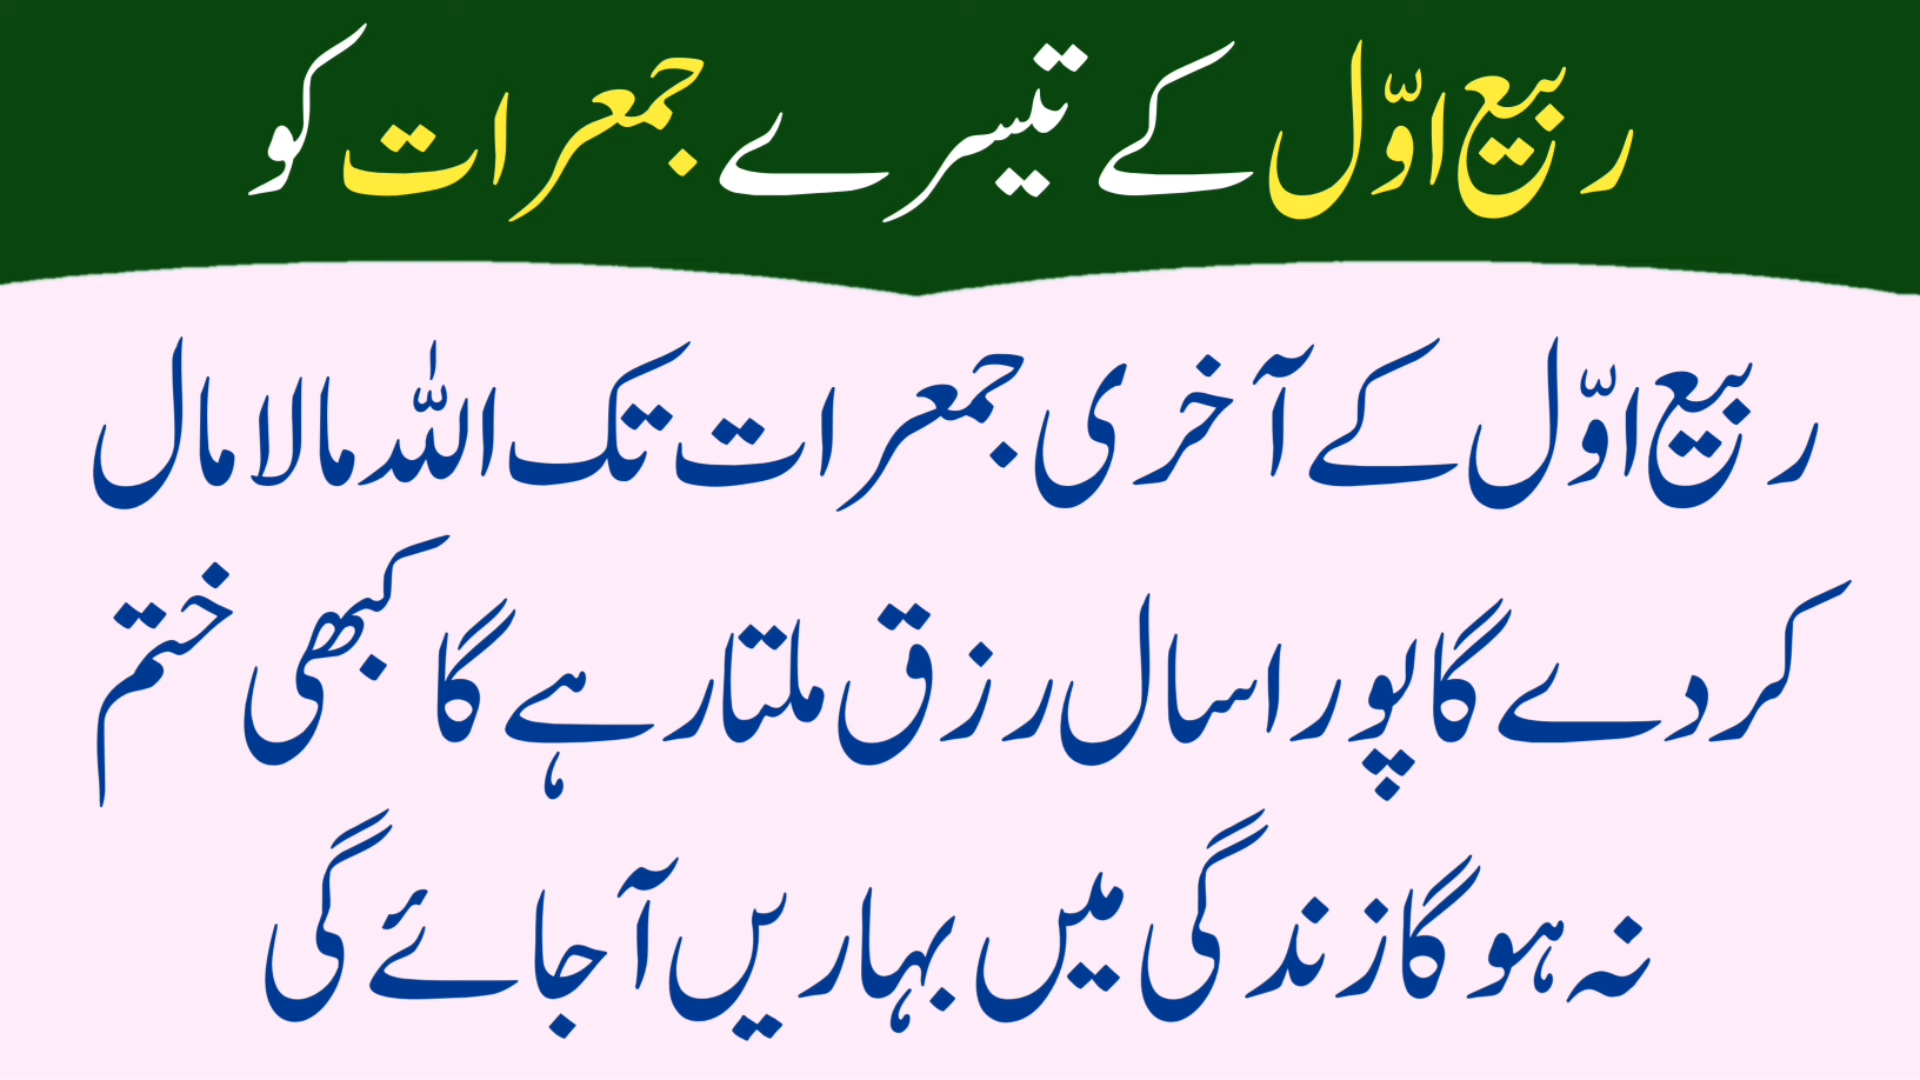 ربیع اوّل کے تیسرے جمعرات کو
ربیع اوّل کے آخری جمعرات تک اللہ مالا مال
کردے گا پورا سال رزق ملتا رہے گا کبھی ختم
نہ ہوگا زندگی میں بہاریں آجائے گی